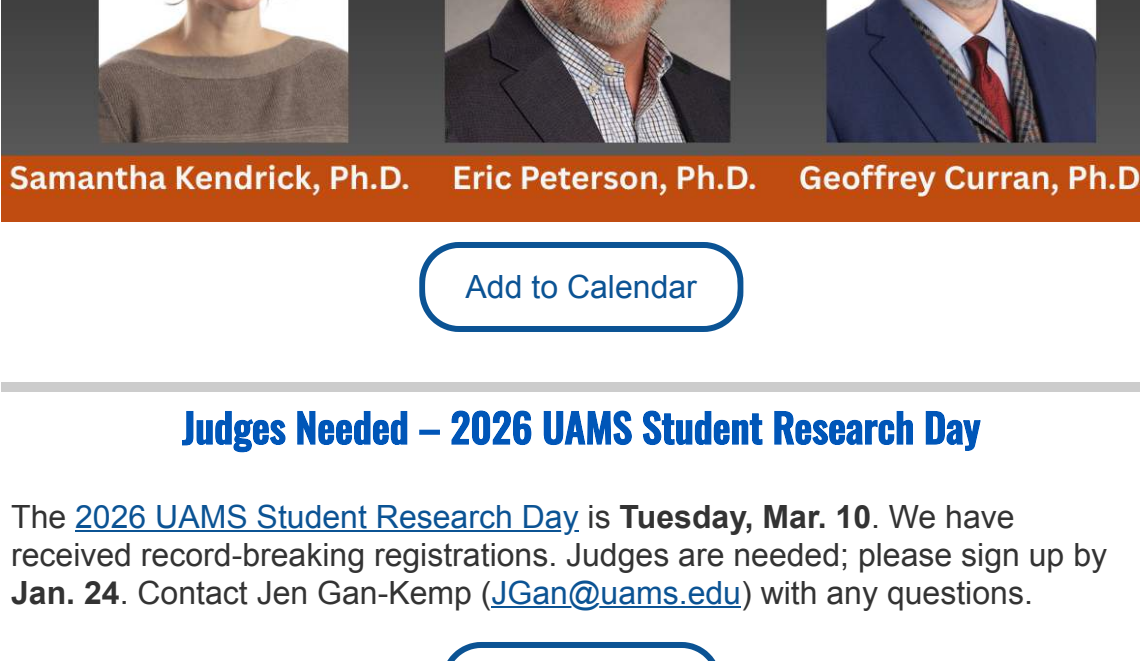 Samantha Kendrick, Ph.D. Eric Peterson, Ph.D. Geoffrey Curran, Ph.D
Add to Calendar
Judges Needed – 2026 UAMS Student Research Day
The 2026 UAMS Student Research Day is Tuesday, Mar. 10. We have
received record-breaking registrations. Judges are needed; please sign up by
Jan. 24. Contact Jen Gan-Kemp (JGan@uams.edu) with any questions.